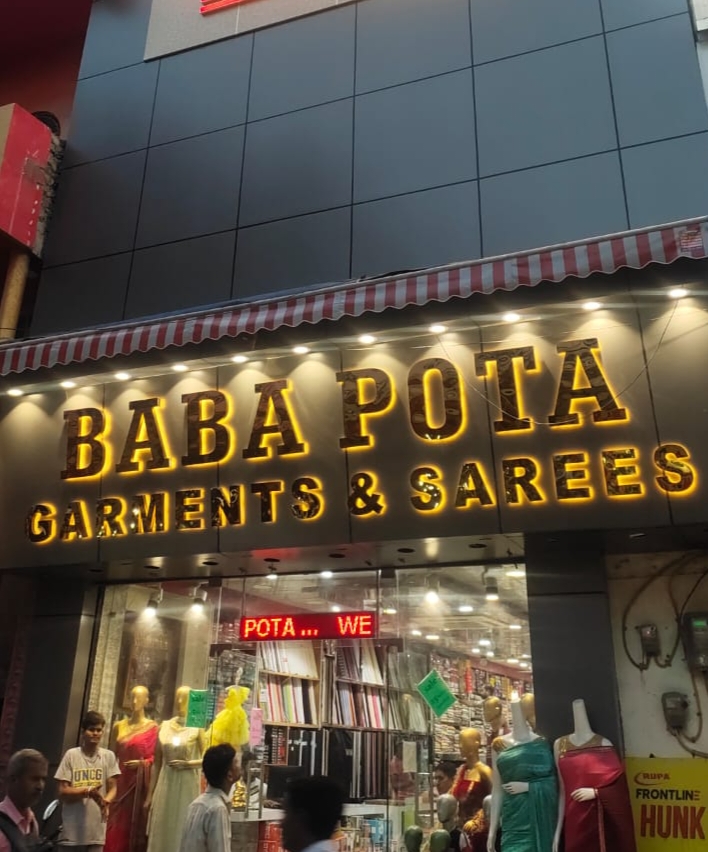 BABA POTA
GARMENTS & SAREES
POTA... WE
UNCG
RUPA
FRONTLINE
HUNK